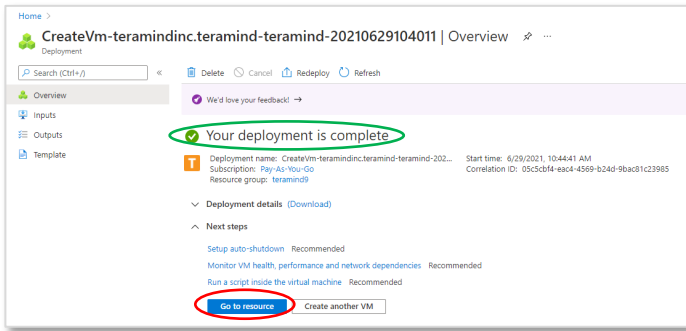 Home >
CreateVm-teramindinc.teramind-teramind-20210629104011 | Overview ...
Deployment
Search (Ctrl+/) «
Delete Cancel Redeploy Refresh
Overview
Inputs
Outputs
Template
We'd love your feedback! →
Your deployment is complete
T
Deployment name: CreateVm-teramindinc.teramind-teramind-202... Start time: 6/29/2021, 10:44:41 AM
Subscription: Pay-As-You-Go Correlation ID: 05c5cbf4-eac4-4569-b24d-9bac81c23985
Resource group: teramind9
Deployment details (Download)
Next steps
Setup auto-shutdown Recommended
Monitor VM health, performance and network dependencies Recommended
Run a script inside the virtual machine Recommended
Go to resource Create another VM